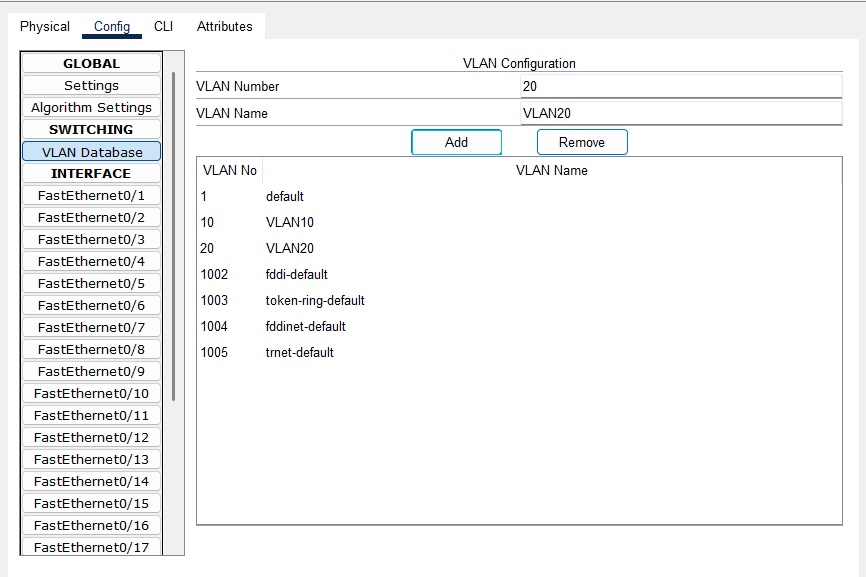 Physical Config CLI Attributes
GLOBAL
Settings
Algorithm Settings
SWITCHING
VLAN Database
INTERFACE
FastEthernet0/1
FastEthernet0/2
FastEthernet0/3
FastEthernet0/4
FastEthernet0/5
FastEthernet0/6
FastEthernet0/7
FastEthernet0/8
FastEthernet0/9
FastEthernet0/10
FastEthernet0/11
FastEthernet0/12
FastEthernet0/13
FastEthernet0/14
FastEthernet0/15
FastEthernet0/16
FastEthernet0/17
VLAN Configuration
VLAN Number 20
VLAN Name VLAN20
Add Remove
VLAN No VLAN Name
1 default
10 VLAN10
20 VLAN20
1002 fddi-default
1003 token-ring-default
1004 fddinet-default
1005 trnet-default